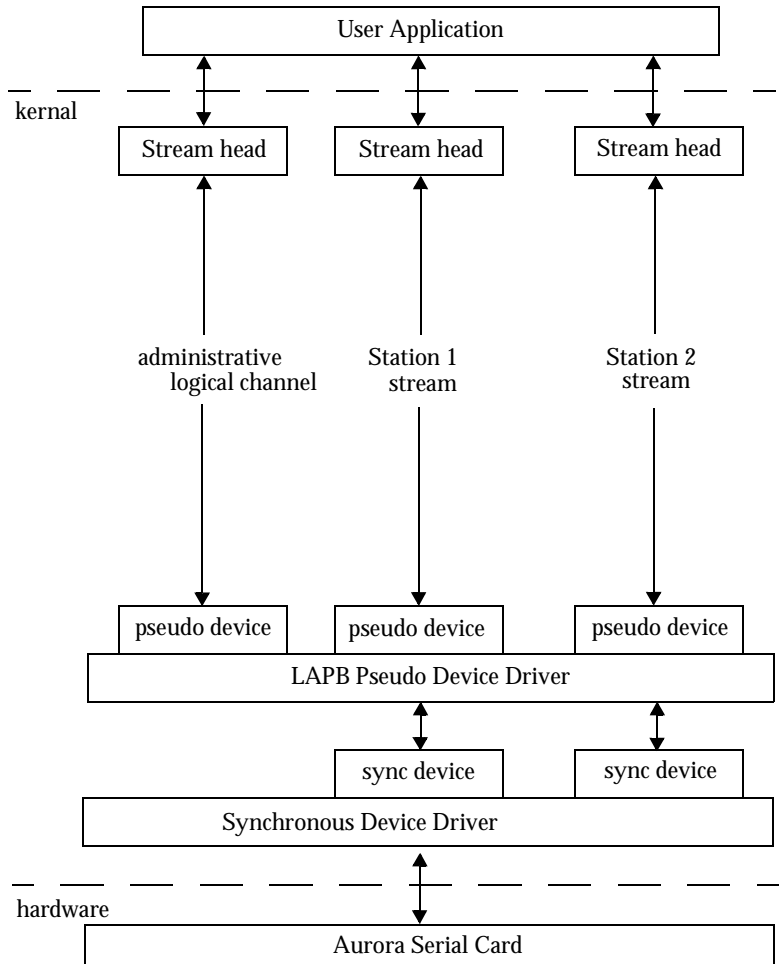 User Application
kernal
Stream head
Stream head
Stream head
administrative
logical channel
Station 1
stream
Station 2
stream
pseudo device
pseudo device
pseudo device
LAPB Pseudo Device Driver
sync device
sync device
Synchronous Device Driver
hardware
Aurora Serial Card